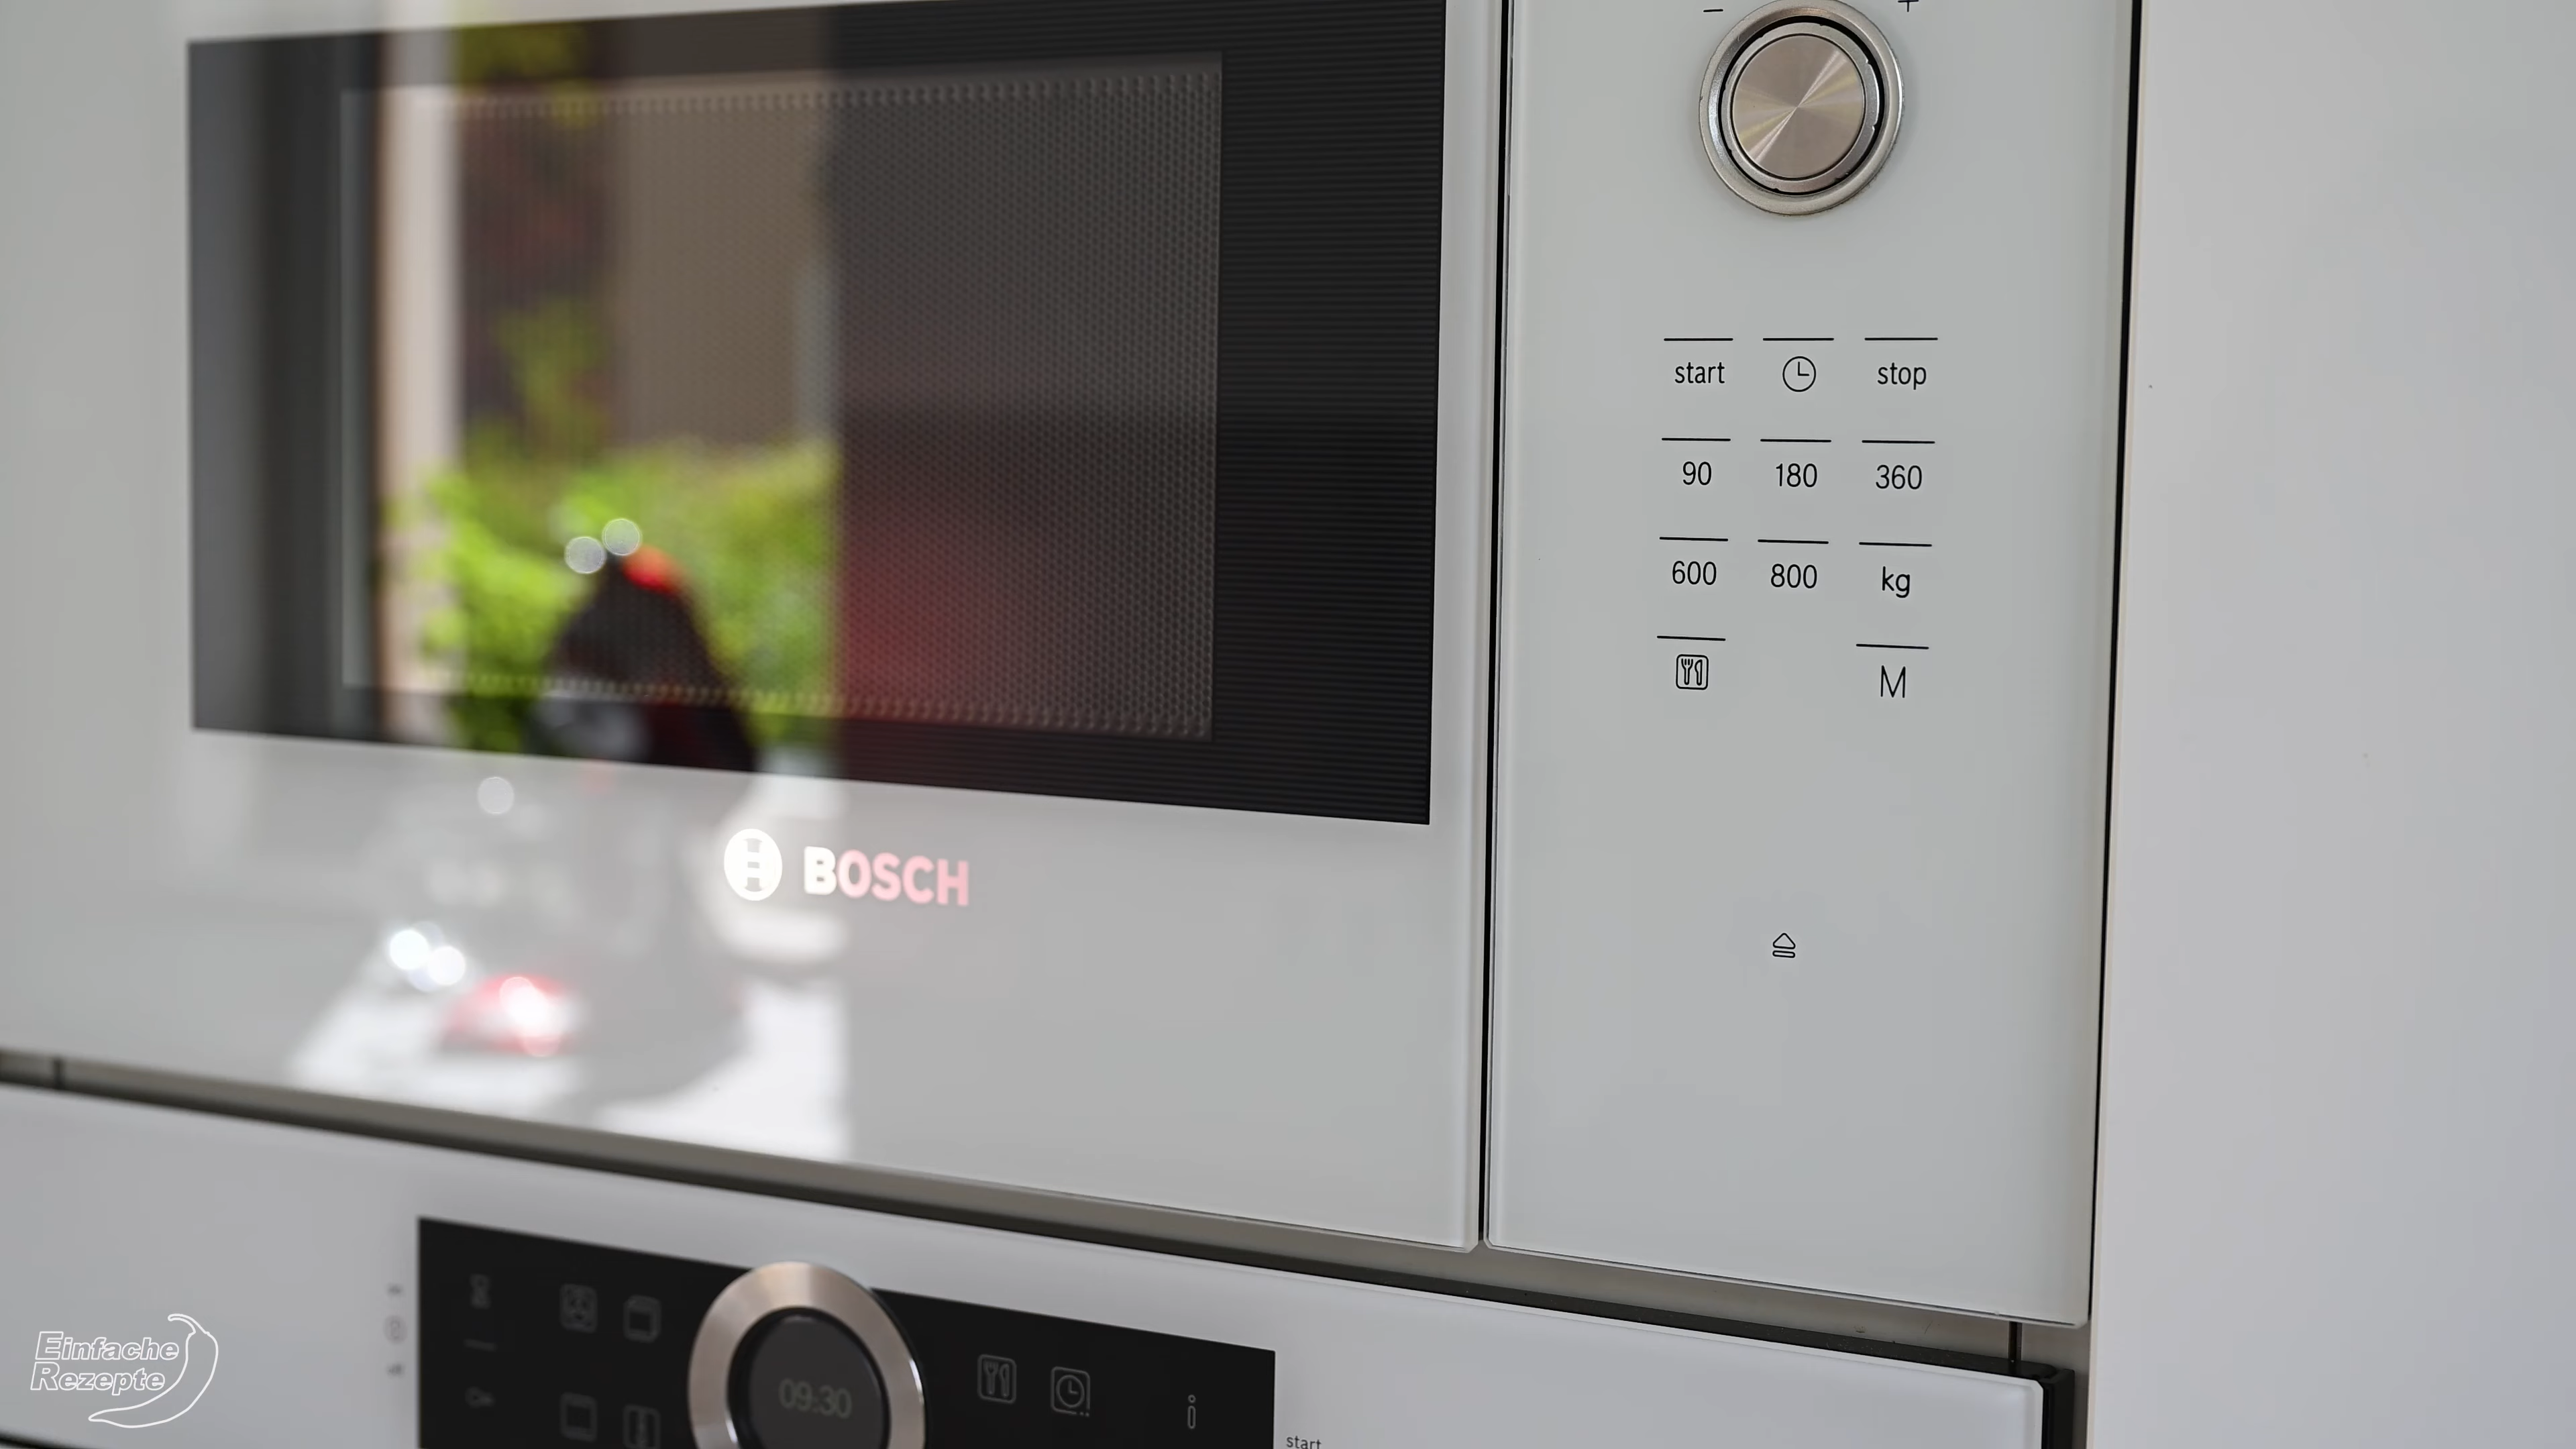 − +
start stop
90 180 360
600 800 kg
M
BOSCH
09:30
i
start
Einfache
Rezepte